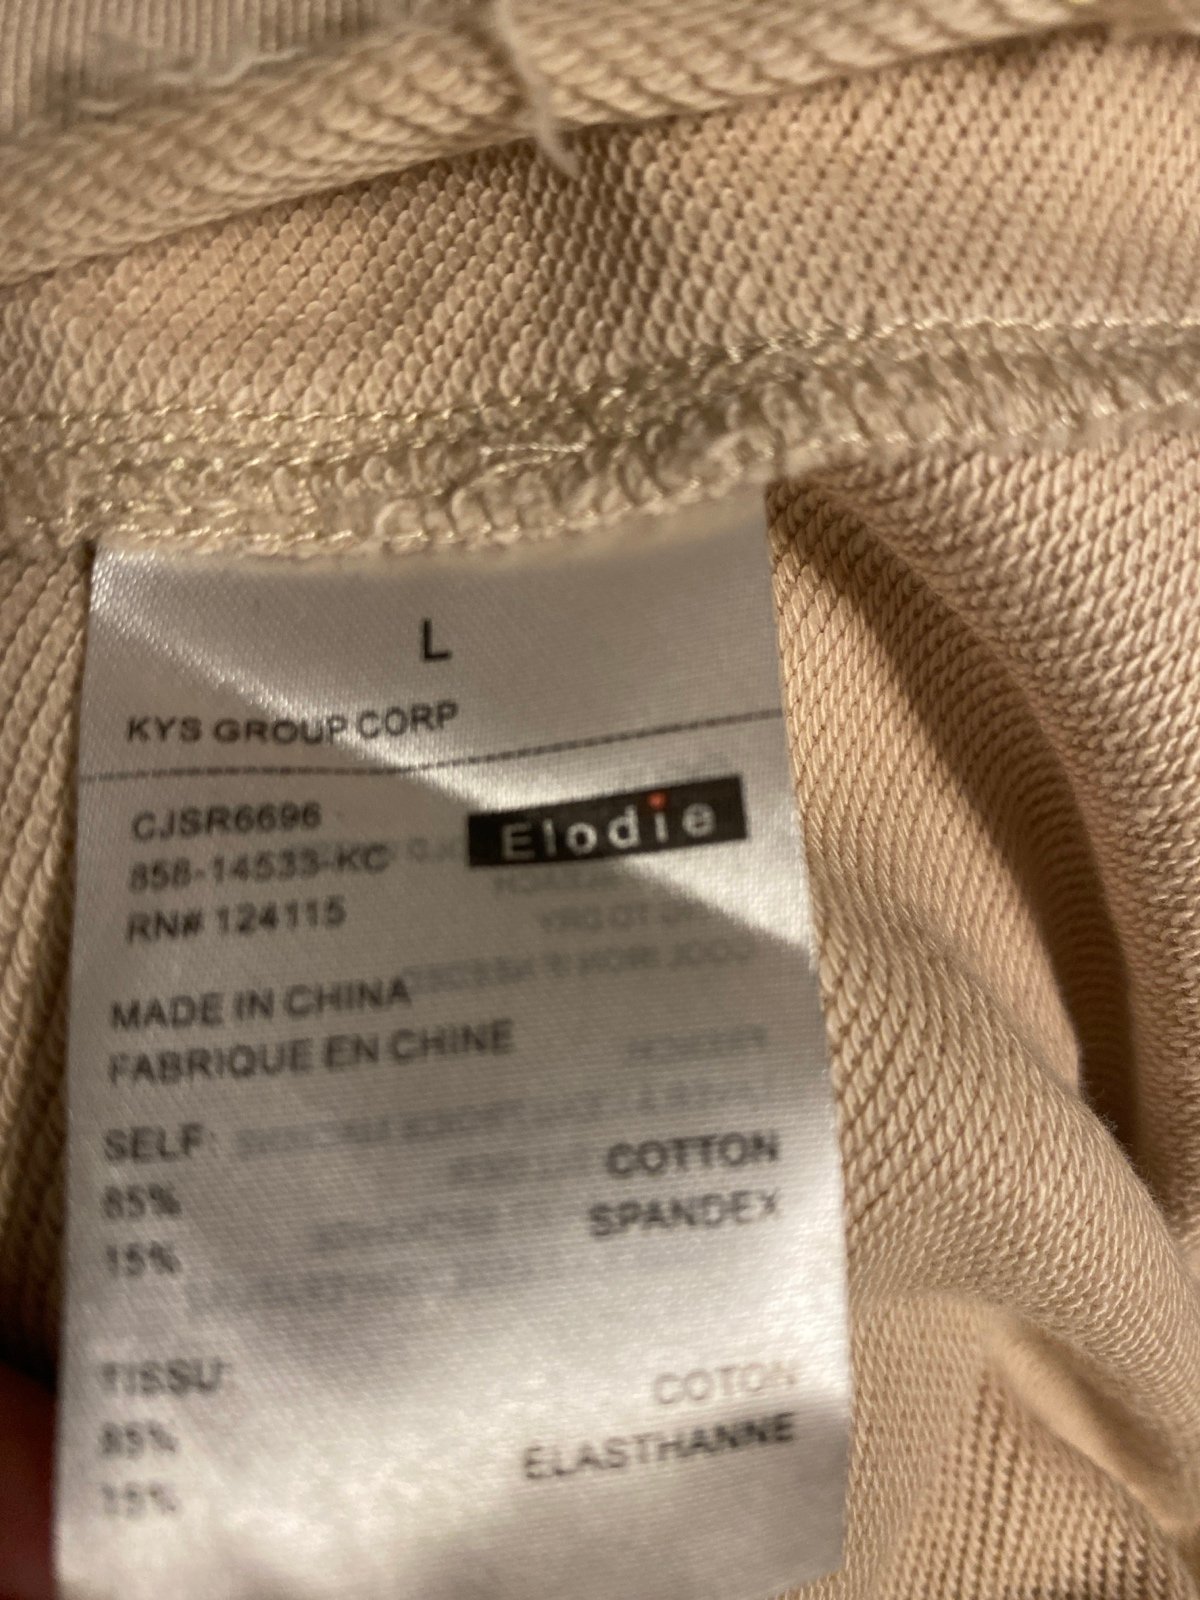 L
KYS GROUP CORP
CJSR6696
Elodie
858-14533-KC
RN# 124115
MADE IN CHINA
FABRIQUE EN CHINE
SELF:
COTTON
85%
SPANDEX
15%
TISSU:
COTON
85%
ELASTHANNE
15%